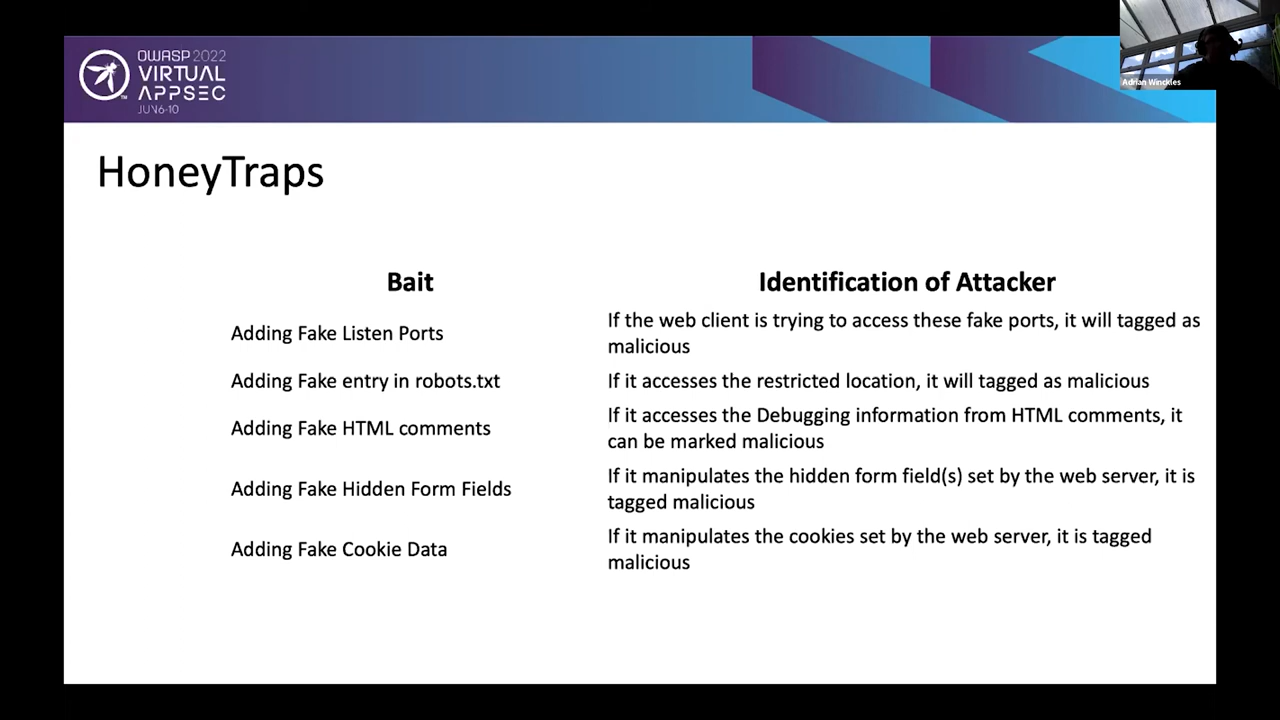 OWASP 2022
VIRTUAL
APPSEC
JUN 6-10
Adrian Winckles
HoneyTraps
Bait
Identification of Attacker
Adding Fake Listen Ports
If the web client is trying to access these fake ports, it will tagged as
malicious
Adding Fake entry in robots.txt
If it accesses the restricted location, it will tagged as malicious
Adding Fake HTML comments
If it accesses the Debugging information from HTML comments, it
can be marked malicious
Adding Fake Hidden Form Fields
If it manipulates the hidden form field(s) set by the web server, it is
tagged malicious
Adding Fake Cookie Data
If it manipulates the cookies set by the web server, it is tagged
malicious